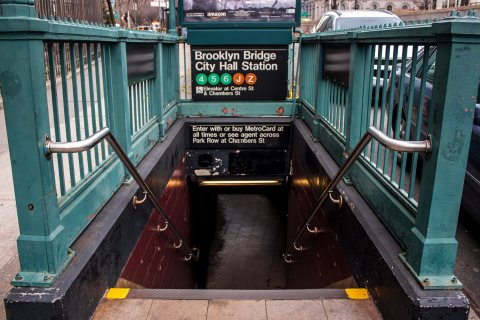 amazon
Brooklyn Bridge
City Hall Station
4 5 6 J Z
Elevator at Centre St
& Chambers St
Enter with or buy MetroCard at
all times or see agent across
Park Row at Chambers St